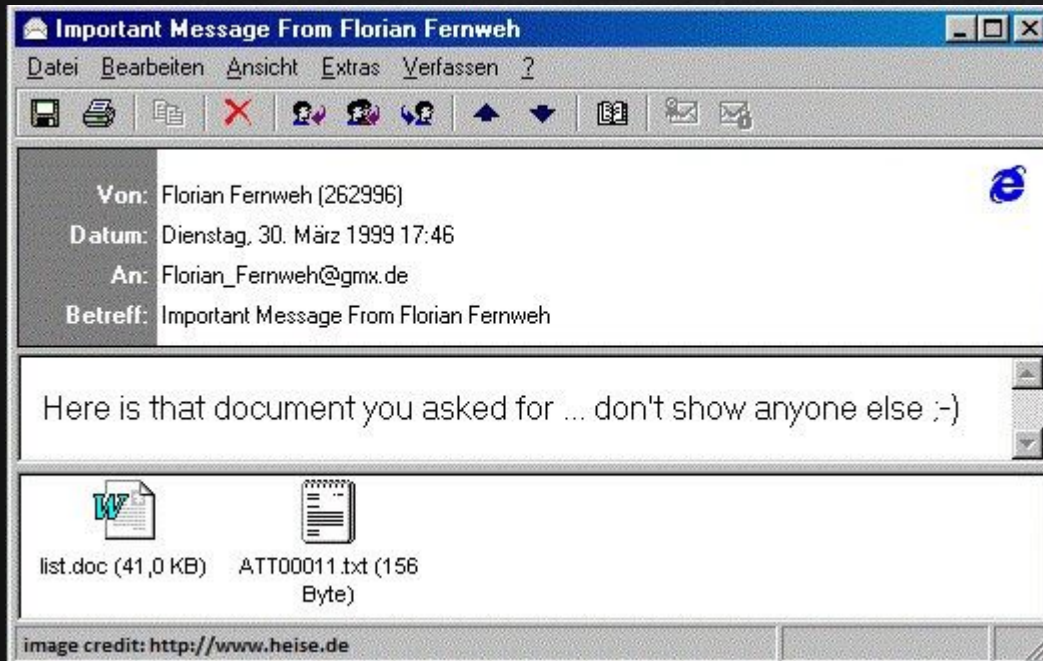 Important Message From Florian Fernweh
Datei Bearbeiten Ansicht Extras Verfassen ?
Von: Florian Fernweh (262996)
Datum: Dienstag, 30. März 1999 17:46
An: Florian_Fernweh@gmx.de
Betreff: Important Message From Florian Fernweh
Here is that document you asked for ... don't show anyone else ;-)
list.doc (41,0 KB) ATT00011.txt (156
Byte)
image credit: http://www.heise.de